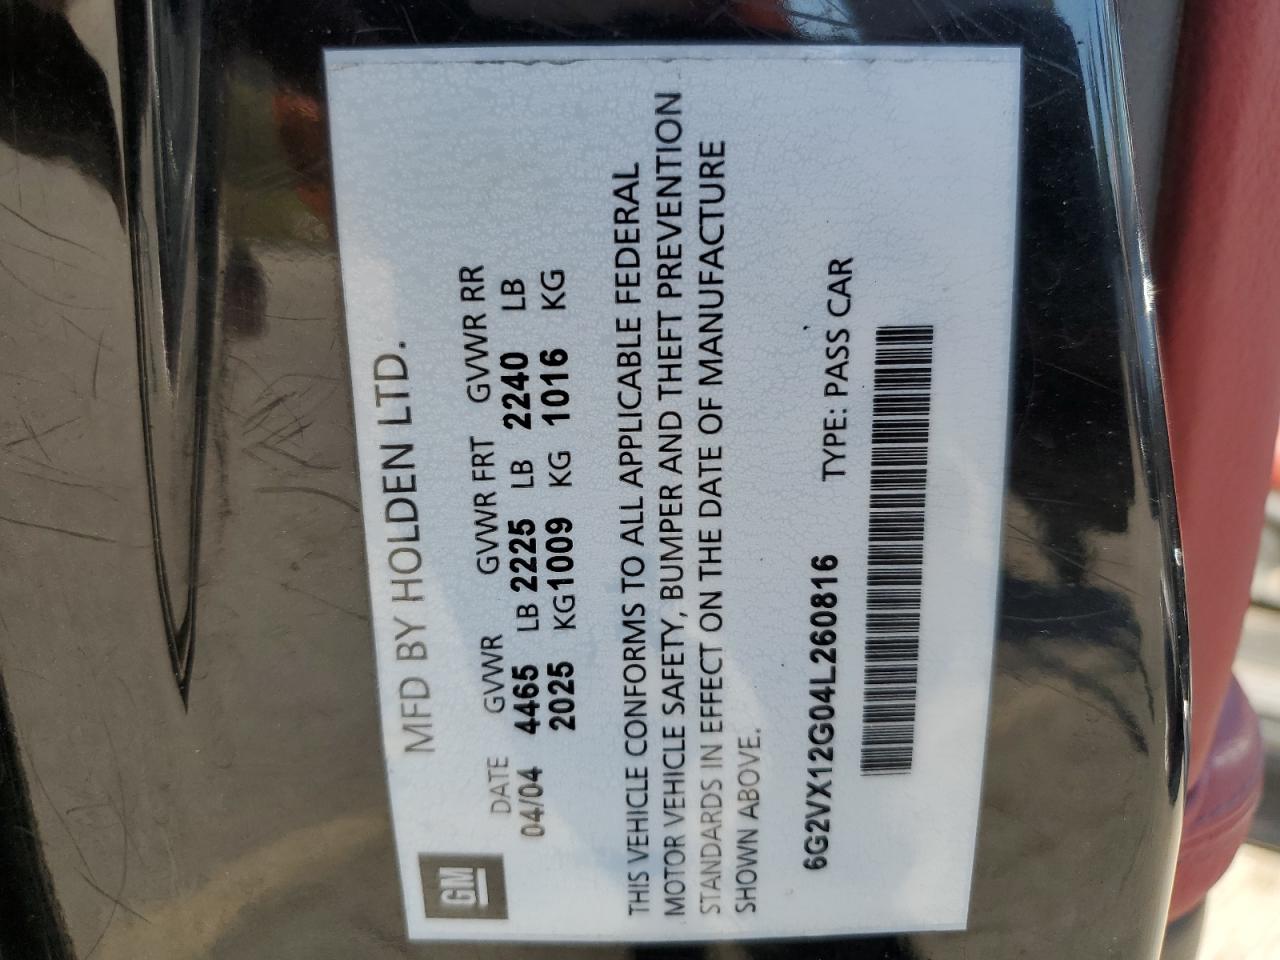 GM
MFD BY HOLDEN LTD.
DATE GVWR GVWR FRT GVWR RR
04/04 4465 LB 2225 LB 2240 LB
2025 KG 1009 KG 1016 KG
THIS VEHICLE CONFORMS TO ALL APPLICABLE FEDERAL
MOTOR VEHICLE SAFETY, BUMPER AND THEFT PREVENTION
STANDARDS IN EFFECT ON THE DATE OF MANUFACTURE
SHOWN ABOVE.
6G2VX12G04L260816 TYPE: PASS CAR